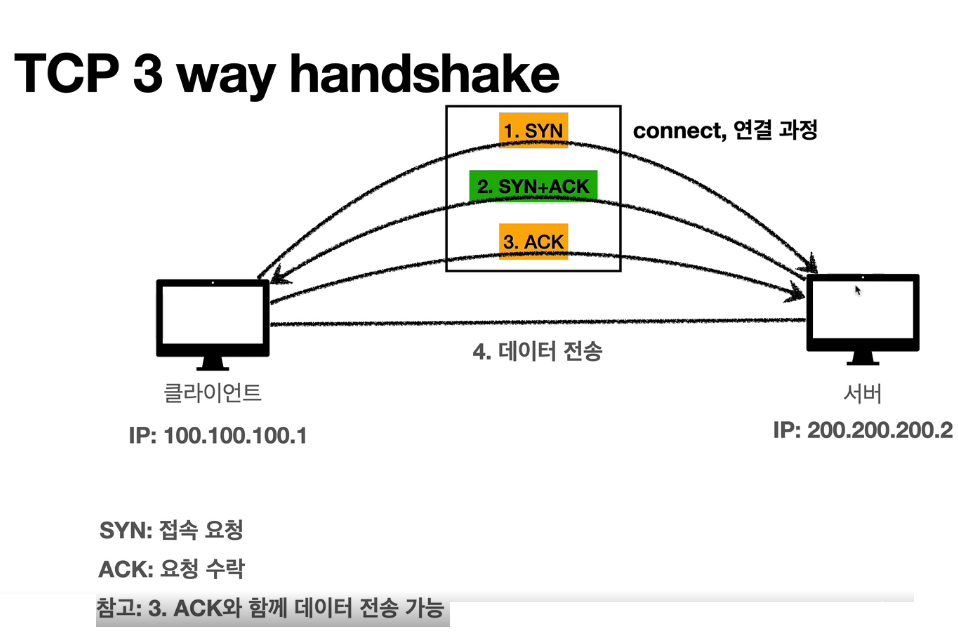 TCP 3 way handshake
1. SYN
connect, 연결 과정
2. SYN+ACK
3. ACK
4. 데이터 전송
클라이언트
서버
IP: 100.100.100.1
IP: 200.200.200.2
SYN: 접속 요청
ACK: 요청 수락
참고: 3. ACK와 함께 데이터 전송 가능